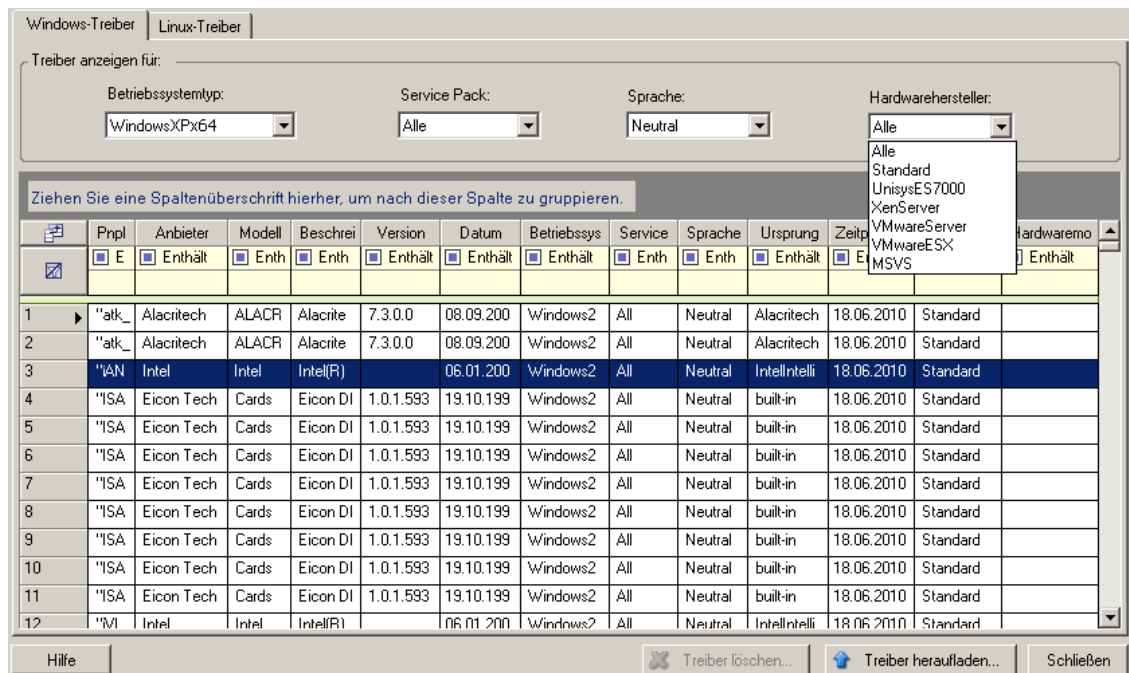 Windows-Treiber Linux-Treiber
Treiber anzeigen für:
Betriebssystemtyp: Service Pack: Sprache: Hardwarehersteller:
WindowsXPx64 Alle Neutral Alle
Alle
Standard
UnisysES7000
XenServer
VMwareServer
VMwareESX
MSVS
Ziehen Sie eine Spaltenüberschrift hierher, um nach dieser Spalte zu gruppieren.
Pnpl Anbieter Modell Beschrei Version Datum Betriebssys Service Sprache Ursprung Zeitp Hardwaremo
E Enthält Enth Enth Enthält Enthält Enthält Enth Enth Enthält Enthält
1 "atk_ Alacritech ALACR Alacrite 7.3.0.0 08.09.200 Windows2 All Neutral Alacritech 18.06.2010 Standard
2 "atk_ Alacritech ALACR Alacrite 7.3.0.0 08.09.200 Windows2 All Neutral Alacritech 18.06.2010 Standard
3 "iAN Intel Intel Intel(R) 06.01.200 Windows2 All Neutral IntelIntelli 18.06.2010 Standard
4 "ISA Eicon Tech Cards Eicon DI 1.0.1.593 19.10.199 Windows2 All Neutral built-in 18.06.2010 Standard
5 "ISA Eicon Tech Cards Eicon DI 1.0.1.593 19.10.199 Windows2 All Neutral built-in 18.06.2010 Standard
6 "ISA Eicon Tech Cards Eicon DI 1.0.1.593 19.10.199 Windows2 All Neutral built-in 18.06.2010 Standard
7 "ISA Eicon Tech Cards Eicon DI 1.0.1.593 19.10.199 Windows2 All Neutral built-in 18.06.2010 Standard
8 "ISA Eicon Tech Cards Eicon DI 1.0.1.593 19.10.199 Windows2 All Neutral built-in 18.06.2010 Standard
9 "ISA Eicon Tech Cards Eicon DI 1.0.1.593 19.10.199 Windows2 All Neutral built-in 18.06.2010 Standard
10 "ISA Eicon Tech Cards Eicon DI 1.0.1.593 19.10.199 Windows2 All Neutral built-in 18.06.2010 Standard
11 "ISA Eicon Tech Cards Eicon DI 1.0.1.593 19.10.199 Windows2 All Neutral built-in 18.06.2010 Standard
12 Intel Intel Intel(R) 06.01.200 Windows2 All Neutral IntelIntelli 18.06.2010 Standard
Hilfe Treiber löschen... Treiber heraufladen... Schließen